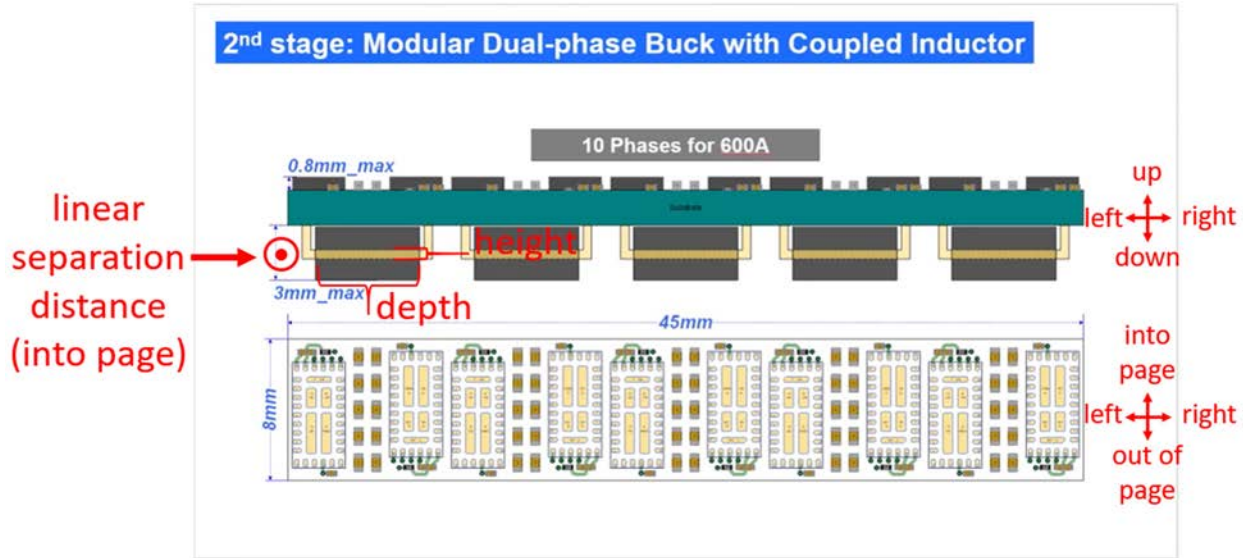 2nd stage: Modular Dual-phase Buck with Coupled Inductor
10 Phases for 600A
0.8mm_max
up
left right
down
linear
separation
distance
(into page)
height
3mm_max
depth
45mm
8mm
into
page
left right
out of
page